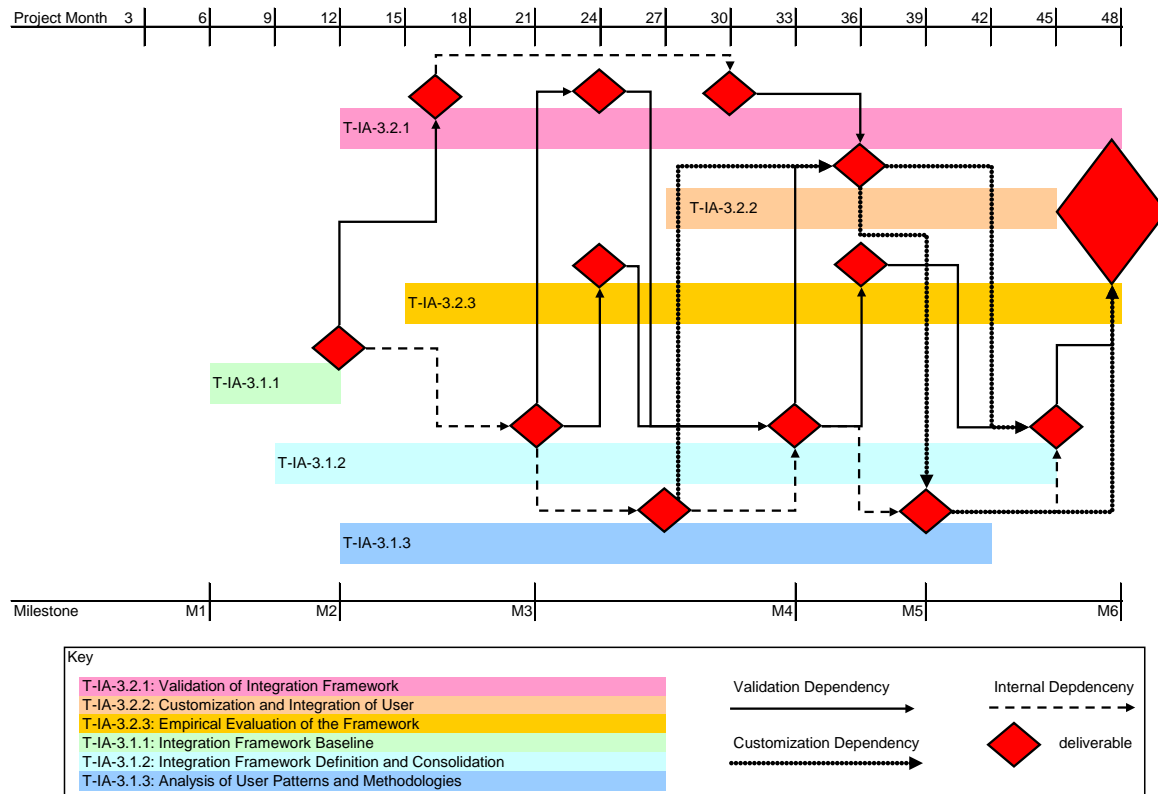 Project Month 3 6 9 12 15 18 21 24 27 30 33 36 39 42 45 48
T-IA-3.2.1
T-IA-3.2.2
T-IA-3.2.3
T-IA-3.1.1
T-IA-3.1.2
T-IA-3.1.3
Milestone M1 M2 M3 M4 M5 M6
Key
T-IA-3.2.1: Validation of Integration Framework
T-IA-3.2.2: Customization and Integration of User
T-IA-3.2.3: Empirical Evaluation of the Framework
T-IA-3.1.1: Integration Framework Baseline
T-IA-3.1.2: Integration Framework Definition and Consolidation
T-IA-3.1.3: Analysis of User Patterns and Methodologies
Validation Dependency
Customization Dependency
Internal Depdenceny
deliverable